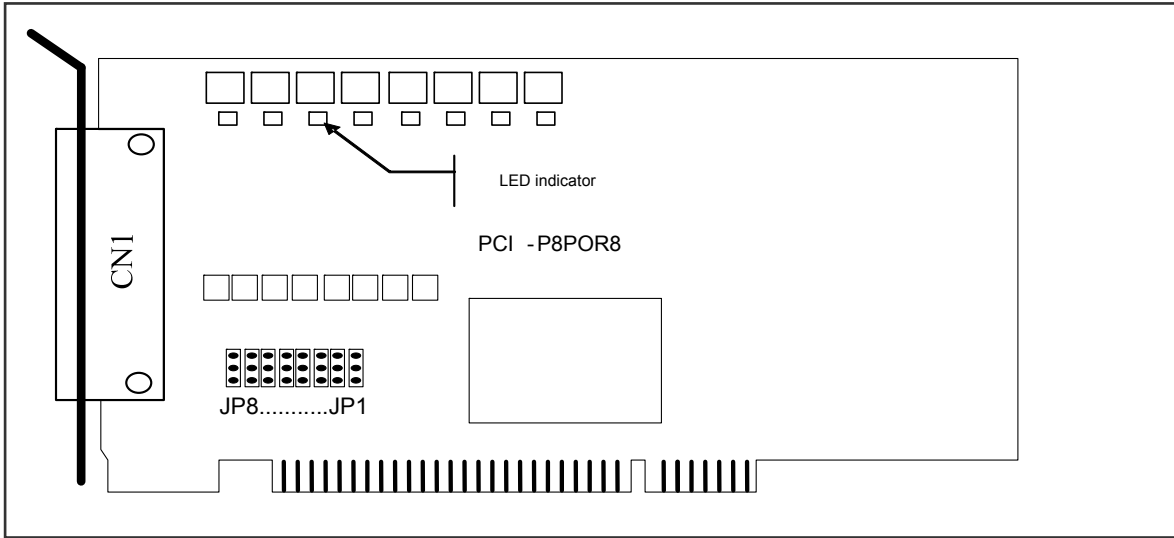 LED indicator
PCI -P8POR8
CN1
JP8...........JP1